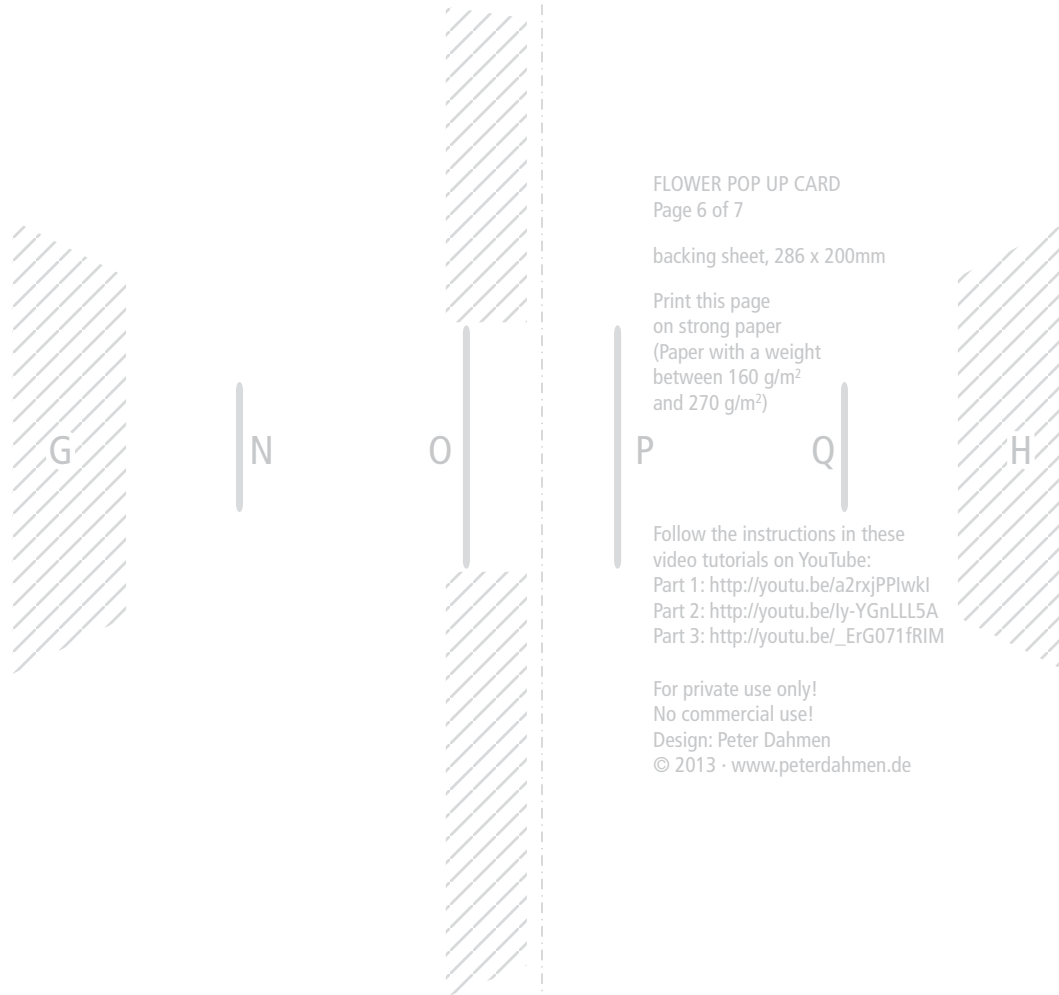 FLOWER POP UP CARD
Page 6 of 7
backing sheet, 286 x 200mm
Print this page
on strong paper
(Paper with a weight
between 160 g/m²
and 270 g/m²)
G N O P Q H
Follow the instructions in these
video tutorials on YouTube:
Part 1: http://youtu.be/a2rxjPPIwkI
Part 2: http://youtu.be/Iy-YGnLLL5A
Part 3: http://youtu.be/_ErG071fRIM
For private use only!
No commercial use!
Design: Peter Dahmen
© 2013 · www.peterdahmen.de